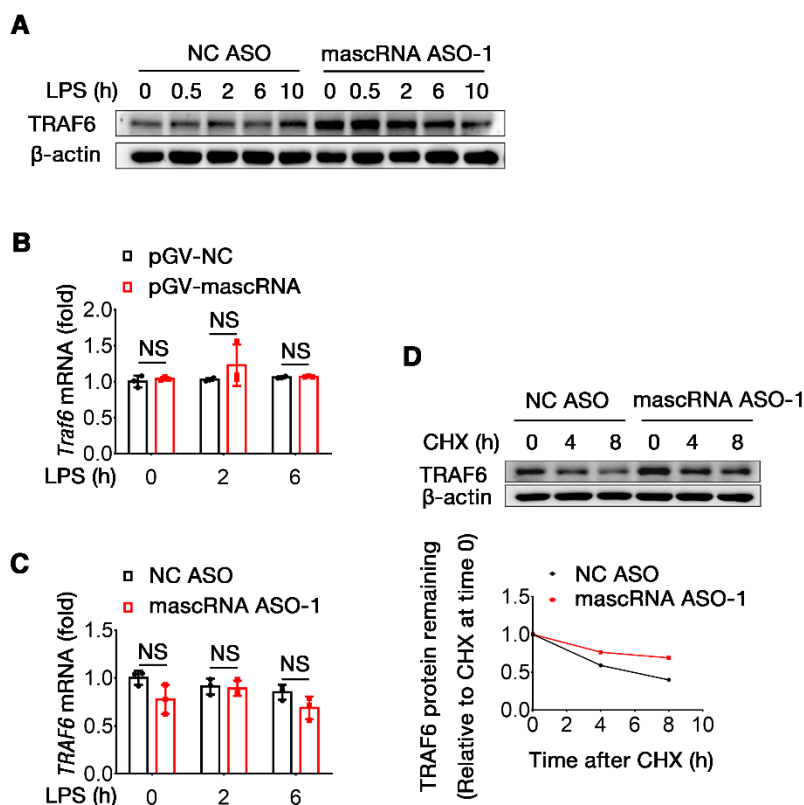 A
NC ASO mascRNA ASO-1
LPS (h) 0 0.5 2 6 10 0 0.5 2 6 10
TRAF6
β-actin
B
pGV-NC
pGV-mascRNA
Traf6 mRNA (fold)
2.0
1.5
1.0
0.5
0.0
NS NS NS
LPS (h) 0 2 6
C
NC ASO
mascRNA ASO-1
TRAF6 mRNA (fold)
1.5
1.0
0.5
0.0
NS NS NS
LPS (h) 0 2 6
D
NC ASO mascRNA ASO-1
CHX (h) 0 4 8 0 4 8
TRAF6
β-actin
TRAF6 protein remaining
(Relative to CHX at time 0)
NC ASO
mascRNA ASO-1
1.5
1.0
0.5
0.0
0 2 4 6 8 10
Time after CHX (h)